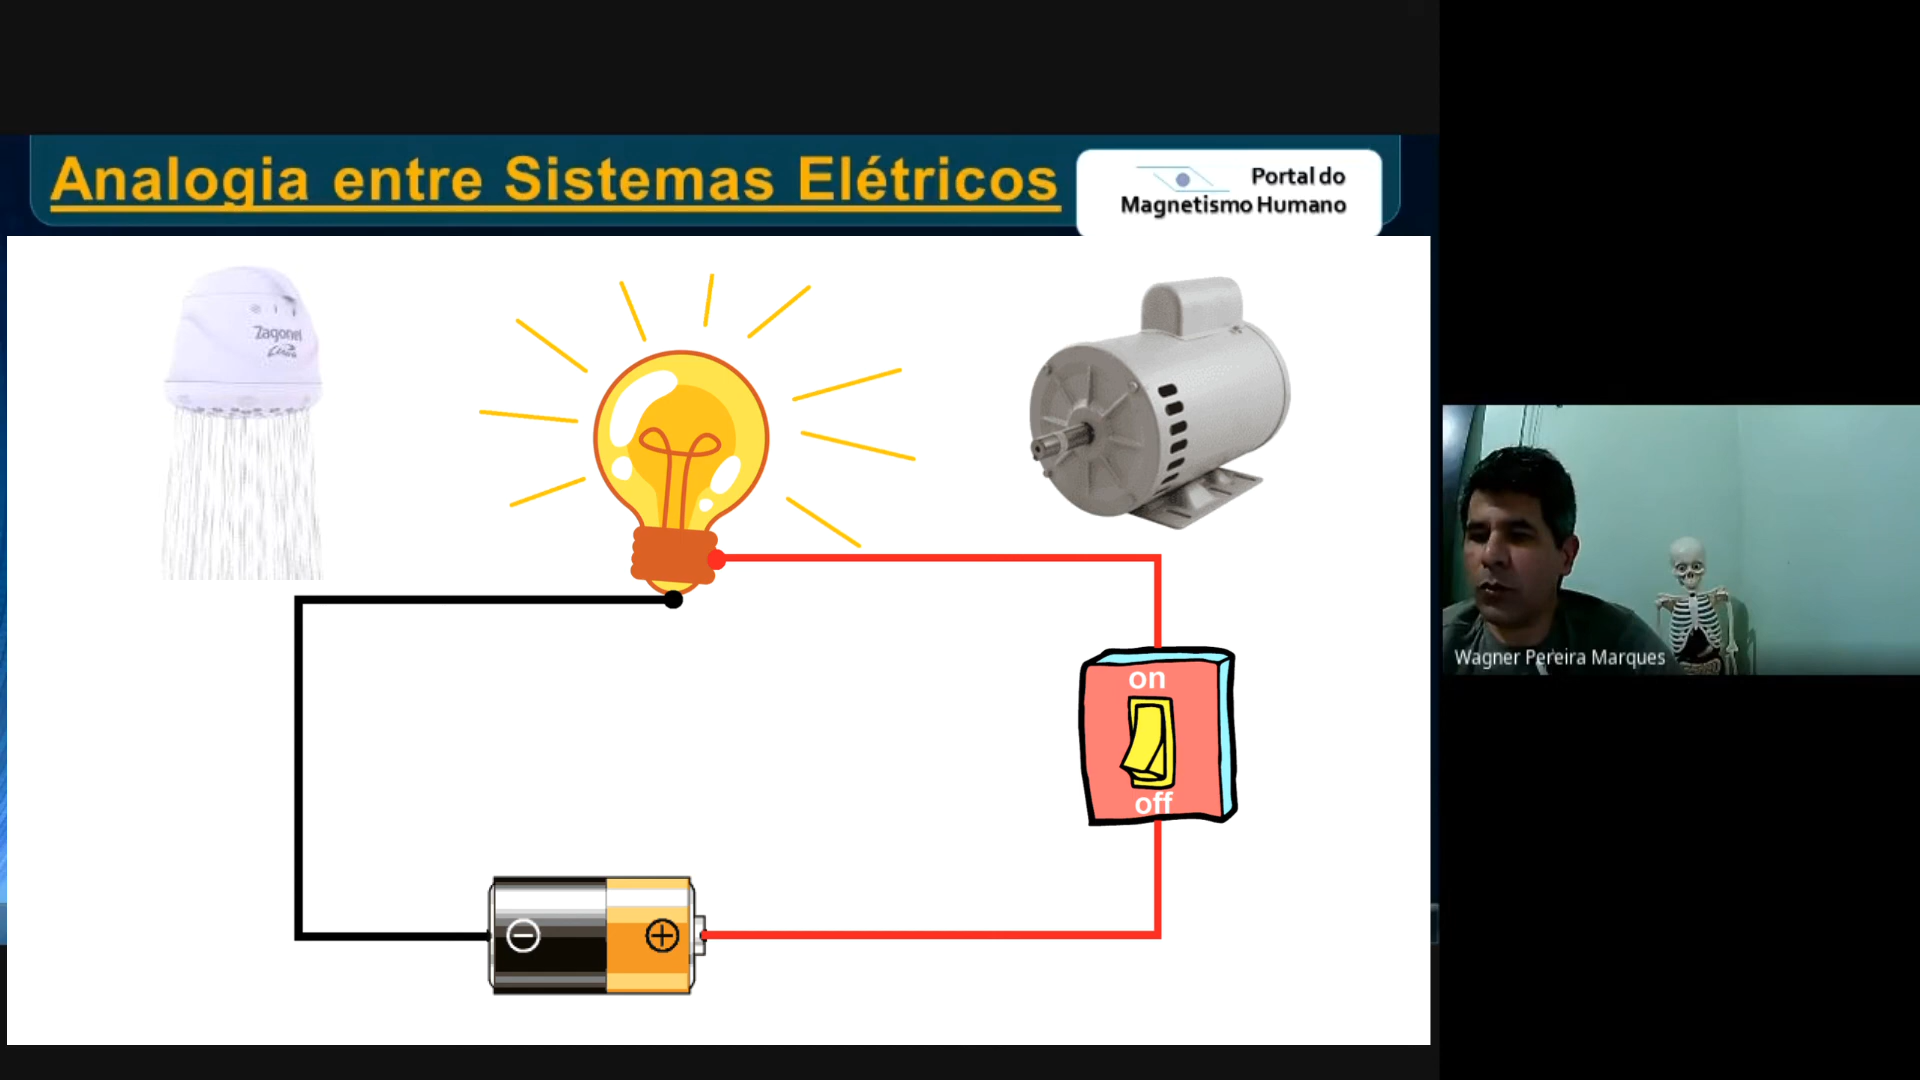 Analogia entre Sistemas Elétricos
Portal do
Magnetismo Humano
Zagonel
on
off
Wagner Pereira Marques